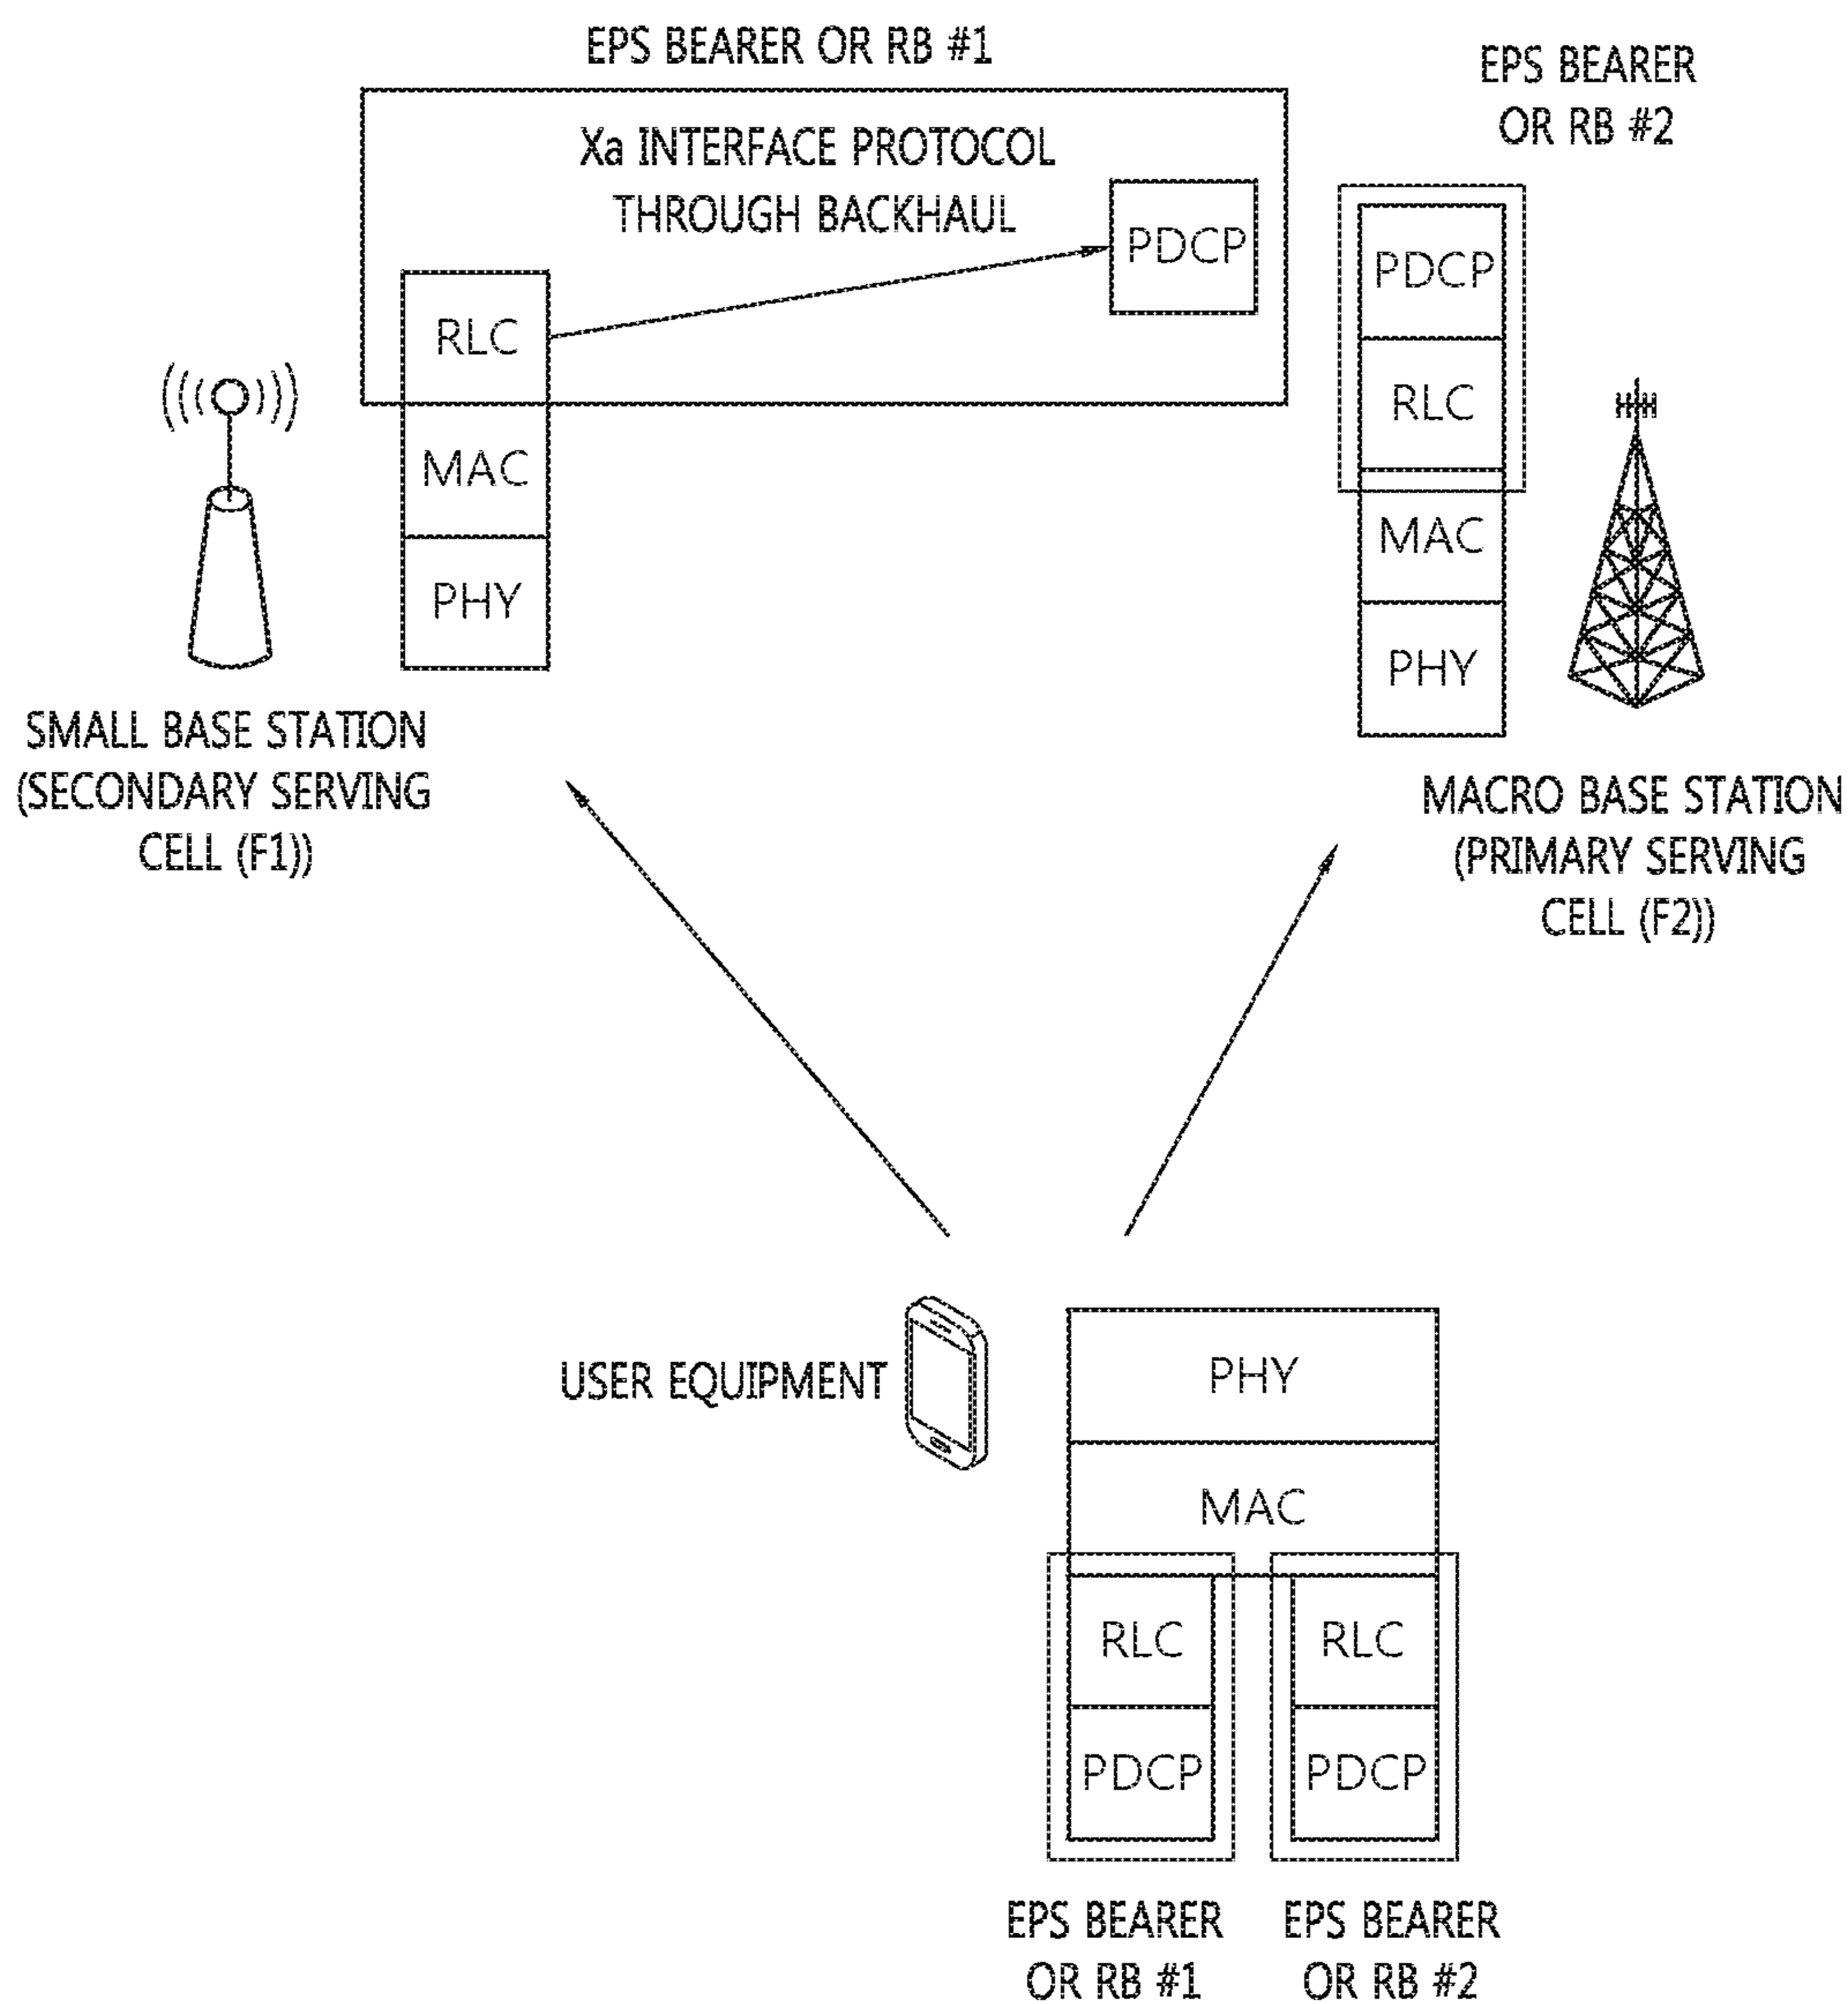 EPS BEARER OR RB #1
EPS BEARER
OR RB #2
Xa INTERFACE PROTOCOL
THROUGH BACKHAUL
PDCP
RLC
MAC
PHY
PDCP
RLC
MAC
PHY
SMALL BASE STATION
(SECONDARY SERVING
CELL (F1))
MACRO BASE STATION
(PRIMARY SERVING
CELL (F2))
USER EQUIPMENT
PHY
MAC
RLC
PDCP
RLC
PDCP
EPS BEARER
OR RB #1
EPS BEARER
OR RB #2